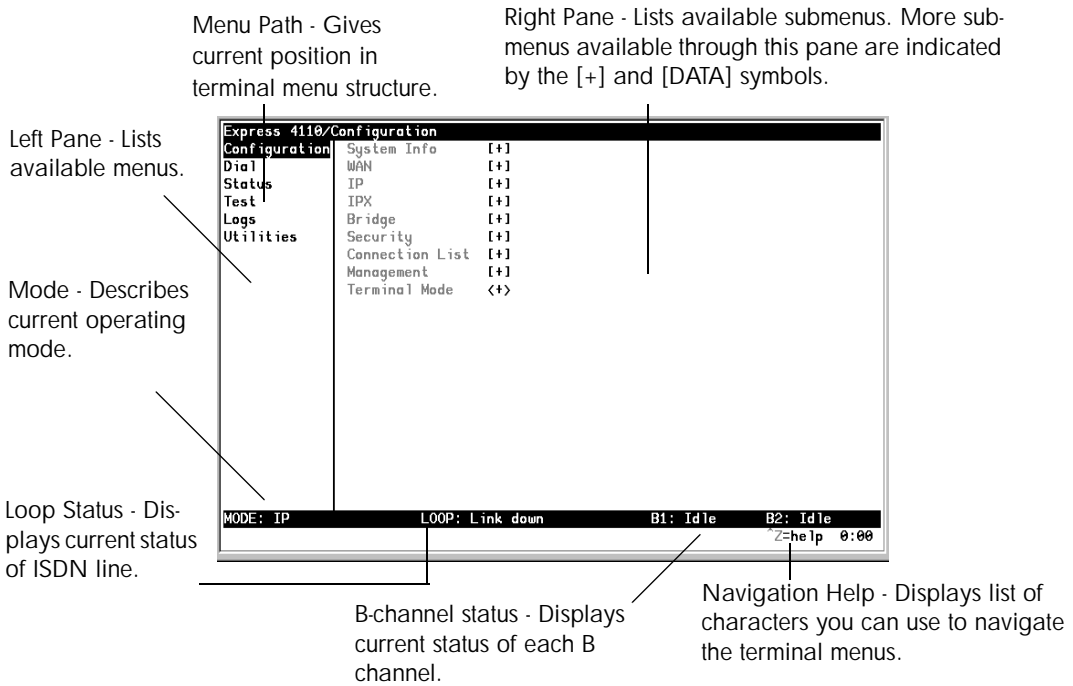 Menu Path - Gives
current position in
terminal menu structure.
Right Pane - Lists available submenus. More sub-
menus available through this pane are indicated
by the [+] and [DATA] symbols.
Left Pane - Lists
available menus.
Mode - Describes
current operating
mode.
Loop Status - Dis-
plays current status
of ISDN line.
Express 4110/Configuration
Configuration System Info [+]
Dial WAN [+]
Status IP [+]
Test IPX [+]
Logs Bridge [+]
Utilities Security [+]
Connection List [+]
Management [+]
Terminal Mode <+>
MODE: IP LOOP: Link down B1: Idle B2: Idle
^Z=help 0:00
B-channel status - Displays
current status of each B
channel.
Navigation Help - Displays list of
characters you can use to navigate
the terminal menus.